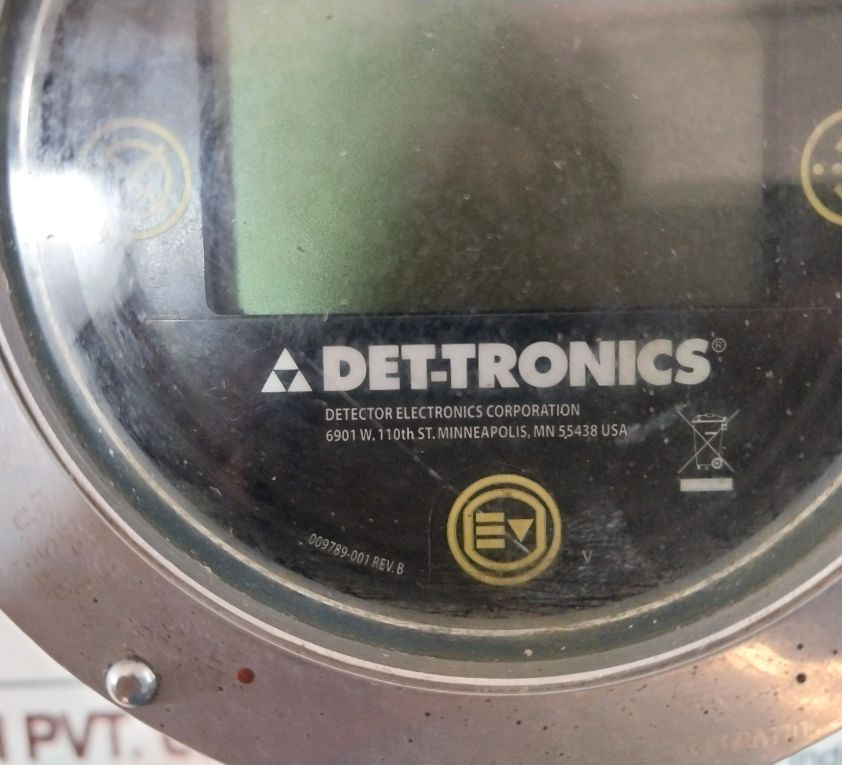 DET-TRONICS®
DETECTOR ELECTRONICS CORPORATION
6901 W. 110th ST. MINNEAPOLIS, MN 55438 USA
009789-001 REV. B
V
PVT.